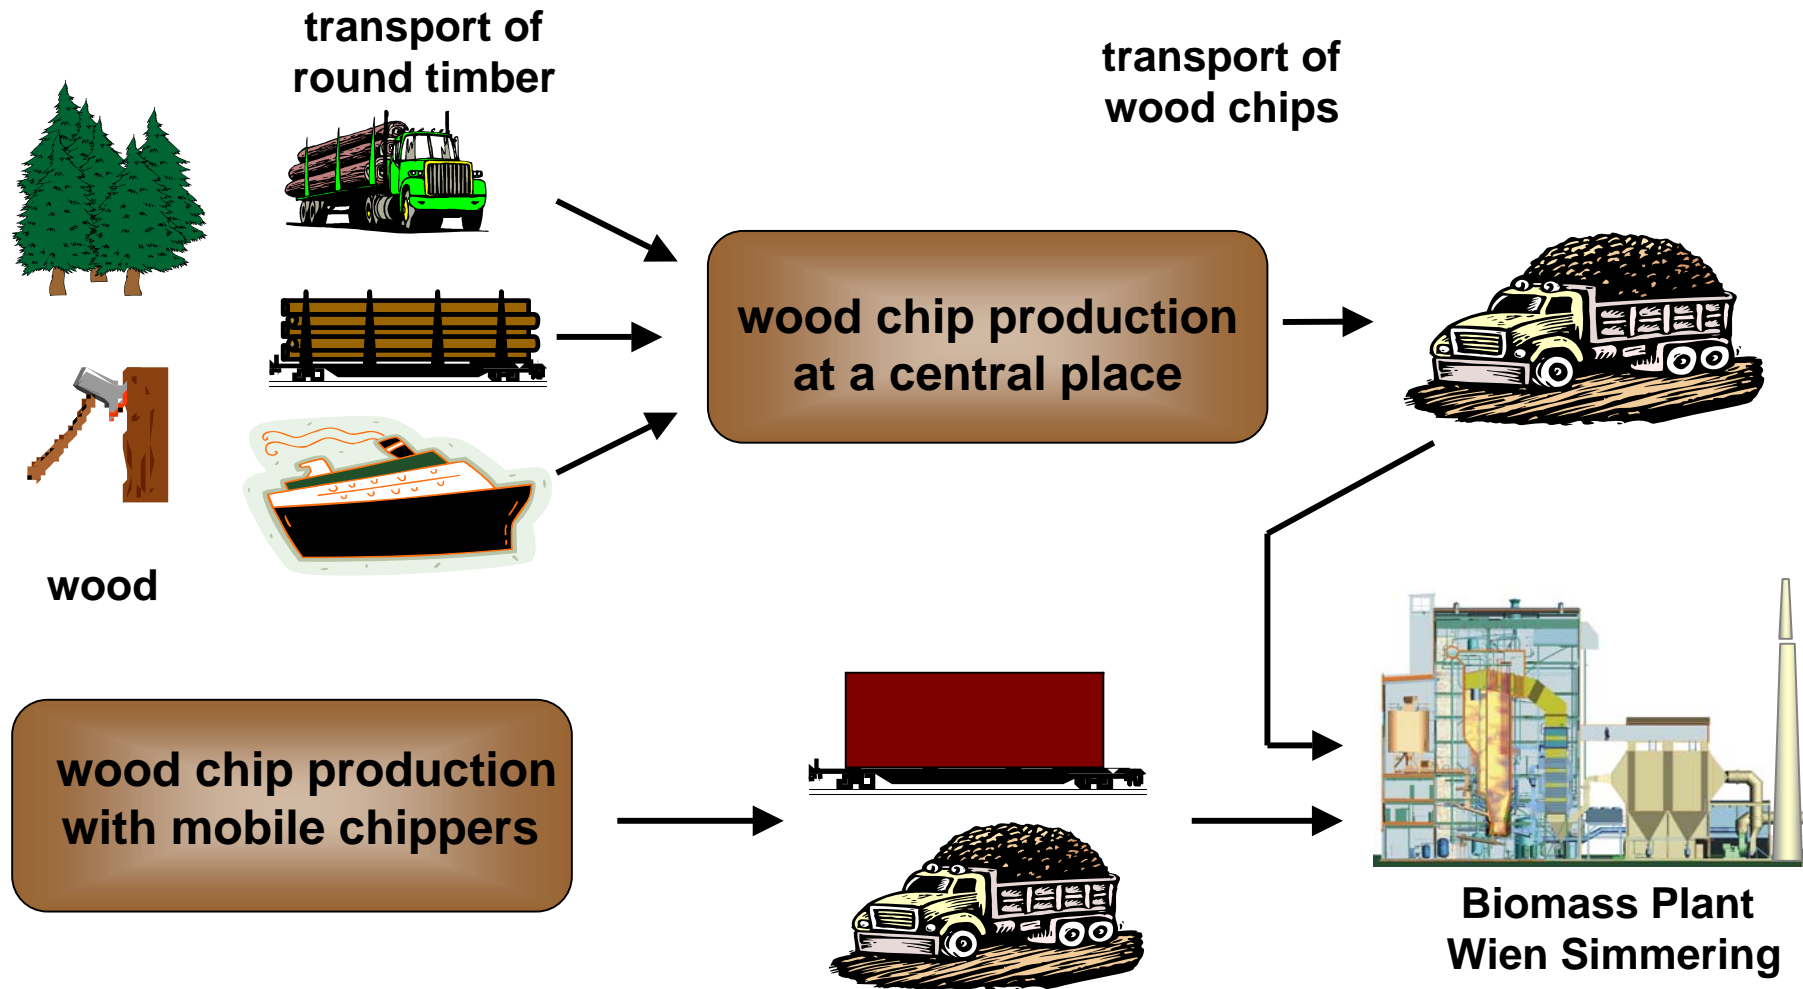 transport of
round timber
transport of
wood chips
wood chip production
at a central place
wood
wood chip production
with mobile chippers
Biomass Plant
Wien Simmering